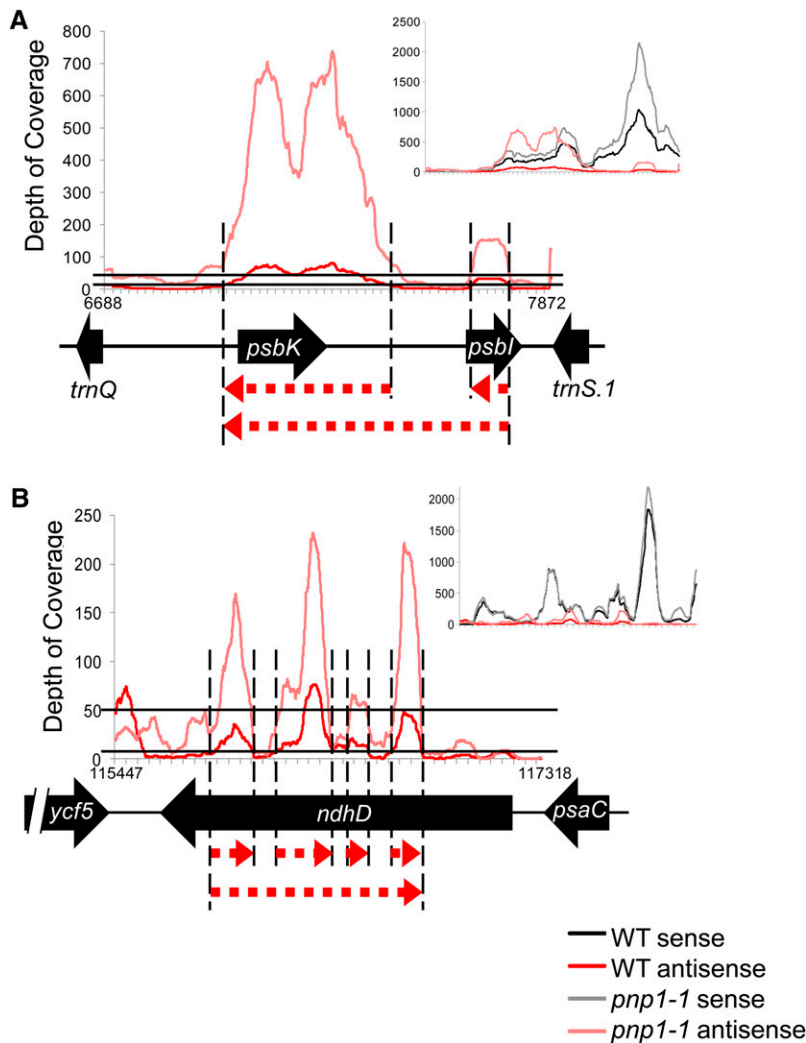 A
Depth of Coverage
800
700
600
500
400
300
200
100
0
6688
7872
2500
2000
1500
1000
500
0
psbK
psbI
trnQ
trnS.1
B
Depth of Coverage
250
200
150
100
50
0
115447
117318
2000
1500
1000
500
0
ycf5
ndhD
psaC
WT sense
WT antisense
pnp1-1 sense
pnp1-1 antisense